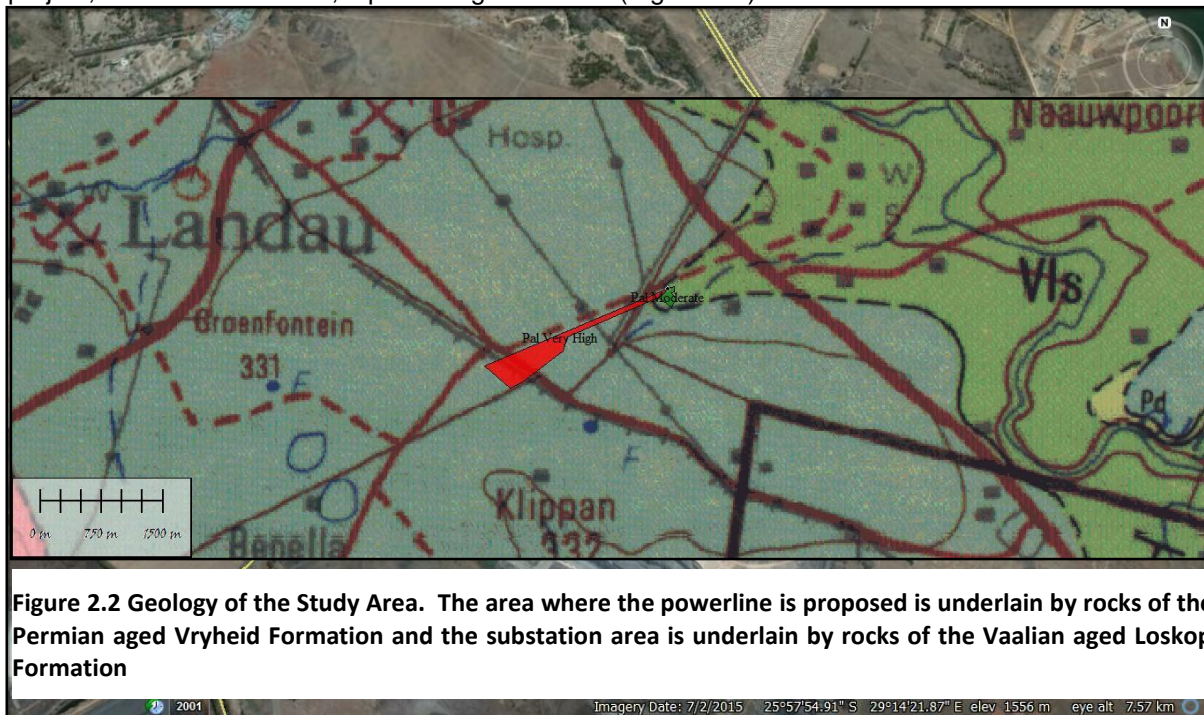 N
Naauwpoort
Hosp.
W
W
S
Landau
Vls
Pal Moderate
Groenfontein
Pal Very High
331
F
Pd
F
0 m 750 m 1500 m
Klippan
332
Benella
Figure 2.2 Geology of the Study Area. The area where the powerline is proposed is underlain by rocks of the
Permian aged Vryheid Formation and the substation area is underlain by rocks of the Vaalian aged Loskop
Formation
2001
Imagery Date: 7/2/2015 25°57'54.91" S 29°14'21.87" E elev 1556 m eye alt 7.57 km